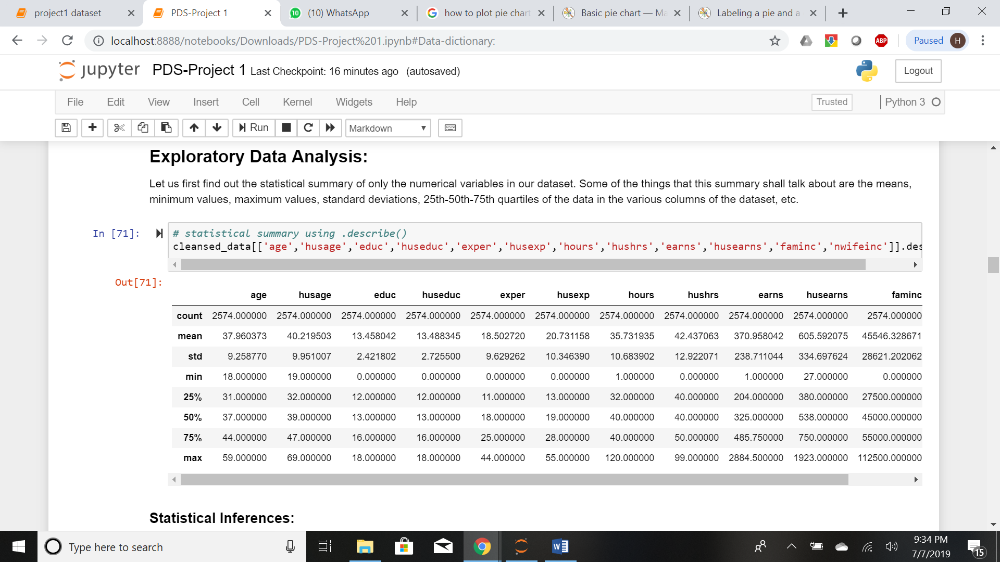 project1 dataset
PDS-Project 1
10 (10) WhatsApp
how to plot pie chart
Basic pie chart — Ma
Labeling a pie and a
localhost:8888/notebooks/Downloads/PDS-Project%201.ipynb#Data-dictionary:
ABP
Paused H
jupyter PDS-Project 1 Last Checkpoint: 16 minutes ago (autosaved)
Logout
File Edit View Insert Cell Kernel Widgets Help
Trusted
Python 3
Run
Markdown
Exploratory Data Analysis:
Let us first find out the statistical summary of only the numerical variables in our dataset. Some of the things that this summary shall talk about are the means,
minimum values, maximum values, standard deviations, 25th-50th-75th quartiles of the data in the various columns of the dataset, etc.
In [71]: # statistical summary using .describe()
cleansed_data[['age','husage','educ','huseduc','exper','husexp','hours','hushrs','earns','husearns','faminc','nwifeinc']].des
Out[71]:
age husage educ huseduc exper husexp hours hushrs earns husearns faminc
count 2574.000000 2574.000000 2574.000000 2574.000000 2574.000000 2574.000000 2574.000000 2574.000000 2574.000000 2574.000000 2574.000000
mean 37.960373 40.219503 13.458042 13.488345 18.502720 20.731158 35.731935 42.437063 370.958042 605.592075 45546.328671
std 9.258770 9.951007 2.421802 2.725500 9.629262 10.346390 10.683902 12.922071 238.711044 334.697624 28621.202062
min 18.000000 19.000000 0.000000 0.000000 0.000000 0.000000 1.000000 0.000000 1.000000 27.000000 0.000000
25% 31.000000 32.000000 12.000000 12.000000 11.000000 13.000000 32.000000 40.000000 204.000000 380.000000 27500.000000
50% 37.000000 39.000000 13.000000 13.000000 18.000000 19.000000 40.000000 40.000000 325.000000 538.000000 45000.000000
75% 44.000000 47.000000 16.000000 16.000000 25.000000 28.000000 40.000000 50.000000 485.750000 750.000000 55000.000000
max 59.000000 69.000000 18.000000 18.000000 44.000000 55.000000 120.000000 99.000000 2884.500000 1923.000000 112500.000000
Statistical Inferences:
Type here to search
9:34 PM
7/7/2019
15